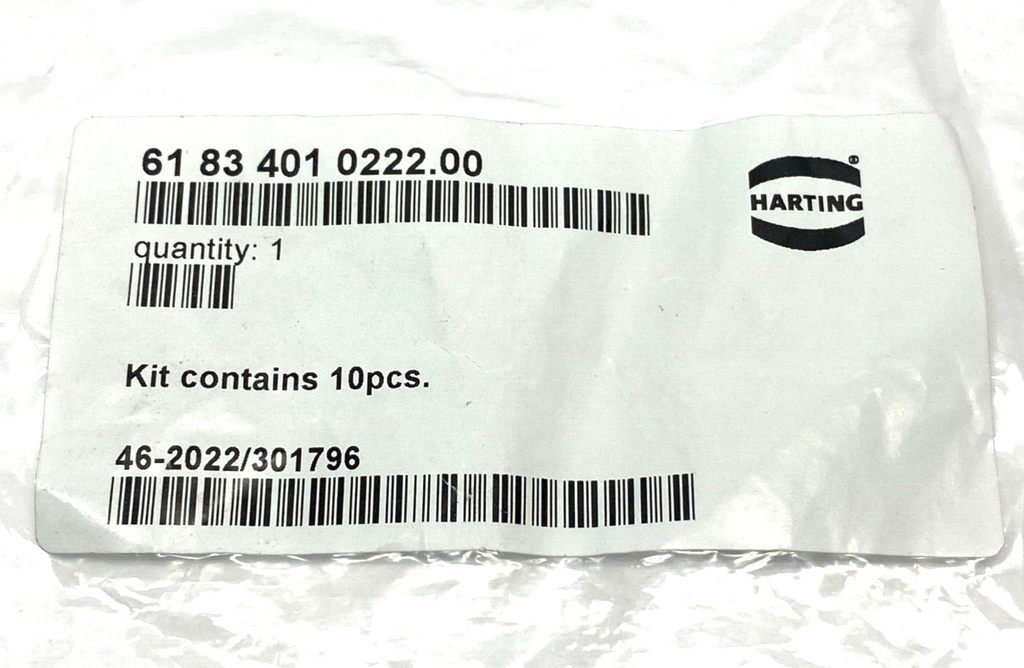 61 83 401 0222.00
HARTING®
quantity: 1
Kit contains 10pcs.
46-2022/301796